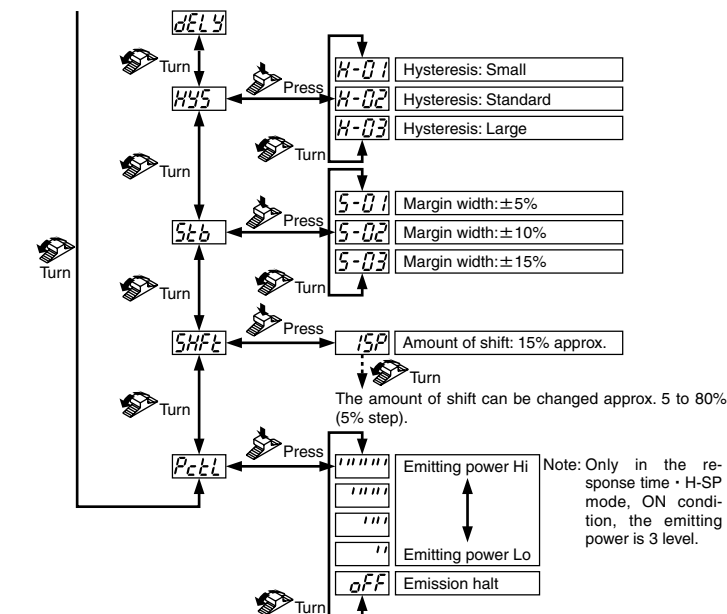 dELY
Turn
HYS
Press
H-01 Hysteresis: Small
H-02 Hysteresis: Standard
H-03 Hysteresis: Large
Turn
Turn
Stb
Press
S-01 Margin width:±5%
S-02 Margin width:±10%
S-03 Margin width:±15%
Turn
Turn
Turn
SHFt
Press
15P Amount of shift: 15% approx.
Turn
The amount of shift can be changed approx. 5 to 80%
(5% step).
Turn
PctL
Press
Emitting power Hi
Emitting power Lo
oFF Emission halt
Turn
Note: Only in the re-
sponse time・H-SP
mode, ON condi-
tion, the emitting
power is 3 level.